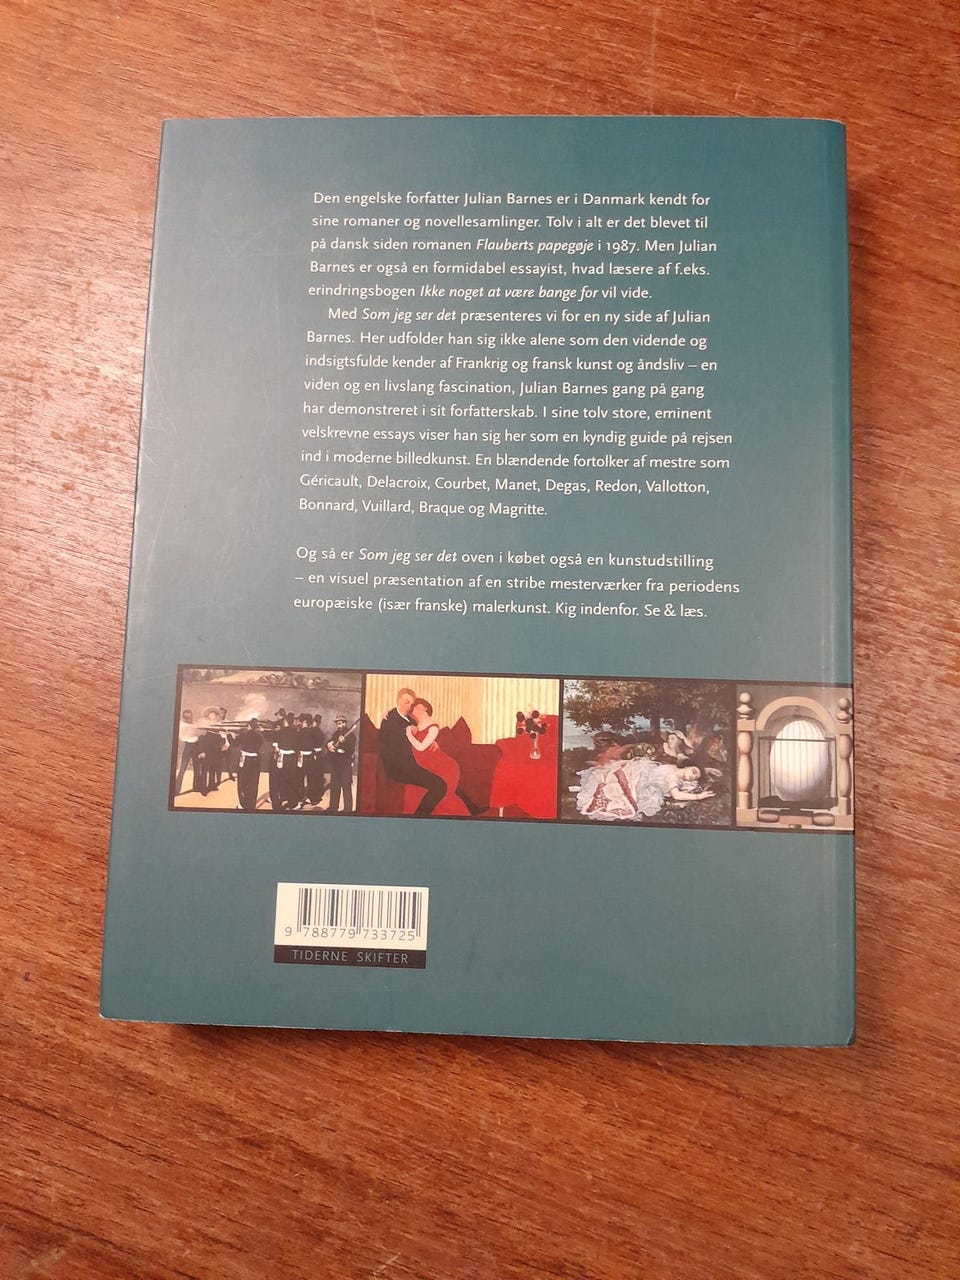 Den engelske forfatter Julian Barnes er i Danmark kendt for
sine romaner og novellesamlinger. Tolv i alt er det blevet til
på dansk siden romanen Flauberts papegøje i 1987. Men Julian
Barnes er også en formidabel essayist, hvad læsere af f.eks.
erindringsbogen Ikke noget at være bange for vil vide.
Med Som jeg ser det præsenteres vi for en ny side af Julian
Barnes. Her udfolder han sig ikke alene som den vidende og
indsigtsfulde kender af Frankrig og fransk kunst og åndsliv – en
viden og en livslang fascination, Julian Barnes gang på gang
har demonstreret i sit forfatterskab. I sine tolv store, eminent
velskrevne essays viser han sig her som en kyndig guide på rejsen
ind i moderne billedkunst. En blændende fortolker af mestre som
Géricault, Delacroix, Courbet, Manet, Degas, Redon, Vallotton,
Bonnard, Vuillard, Braque og Magritte.
Og så er Som jeg ser det oven i købet også en kunstudstilling
– en visuel præsentation af en stribe mesterværker fra periodens
europæiske (især franske) malerkunst. Kig indenfor. Se & læs.
9 788779 733725
TIDERNE SKIFTER